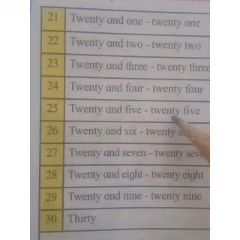 21 Twenty and one - twenty one
22 Twenty and two - twenty two
23 Twenty and three - twenty three
24 Twenty and four - twenty four
25 Twenty and five - twenty five
26 Twenty and six - twenty
27 Twenty and seven - twenty seve
28 Twenty and eight - twenty eight
29 Twenty and nine - twenty nine
30 Thirty